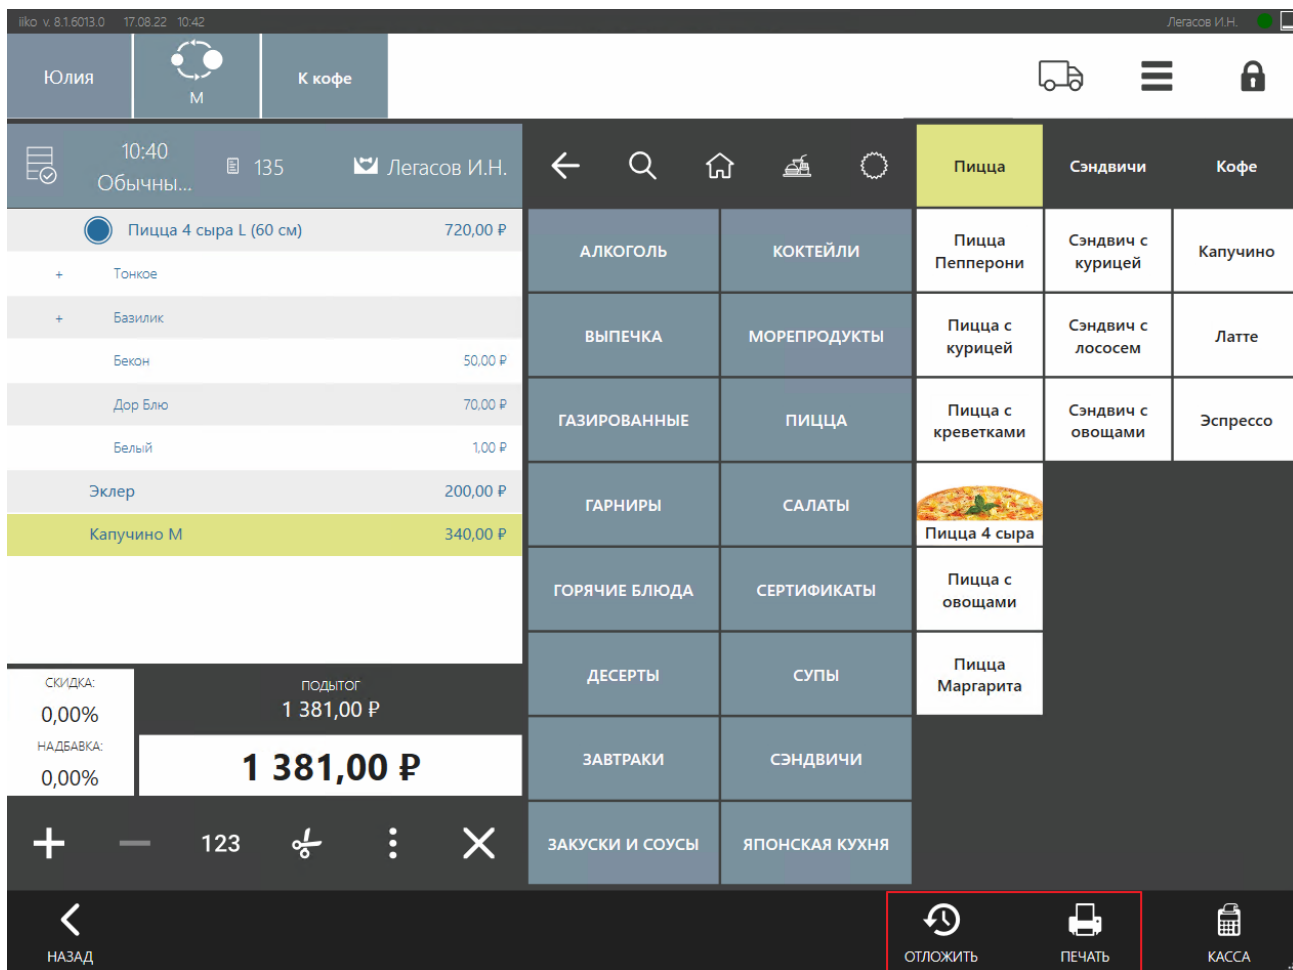 iiko v. 8.1.6013.0 17.08.22 10:42 Легасов И.Н.
Юлия
М
К кофе
10:40
Обычны...
135
Легасов И.Н.
Пицца 4 сыра L (60 см) 720,00 ₽
+ Тонкое
+ Базилик
Бекон 50,00 ₽
Дор Блю 70,00 ₽
Белый 1,00 ₽
Эклер 200,00 ₽
Капучино М 340,00 ₽
СКИДКА:
0,00%
НАДБАВКА:
0,00%
ПОДЫТОГ
1 381,00 ₽
1 381,00 ₽
123
АЛКОГОЛЬ КОКТЕЙЛИ
ВЫПЕЧКА МОРЕПРОДУКТЫ
ГАЗИРОВАННЫЕ ПИЦЦА
ГАРНИРЫ САЛАТЫ
ГОРЯЧИЕ БЛЮДА СЕРТИФИКАТЫ
ДЕСЕРТЫ СУПЫ
ЗАВТРАКИ СЭНДВИЧИ
ЗАКУСКИ И СОУСЫ ЯПОНСКАЯ КУХНЯ
Пицца Сэндвичи Кофе
Пицца
Пепперони
Сэндвич с
курицей
Капучино
Пицца с
курицей
Сэндвич с
лососем
Латте
Пицца с
креветками
Сэндвич с
овощами
Эспрессо
Пицца 4 сыра
Пицца с
овощами
Пицца
Маргарита
НАЗАД ОТЛОЖИТЬ ПЕЧАТЬ КАССА